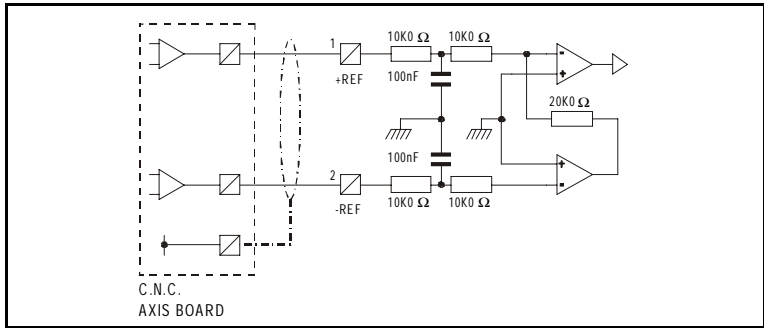 10K0 Ω 10K0 Ω
1
+REF
100nF
-
+
20K0 Ω
100nF
+
-
2
-REF
10K0 Ω 10K0 Ω
C.N.C.
AXIS BOARD